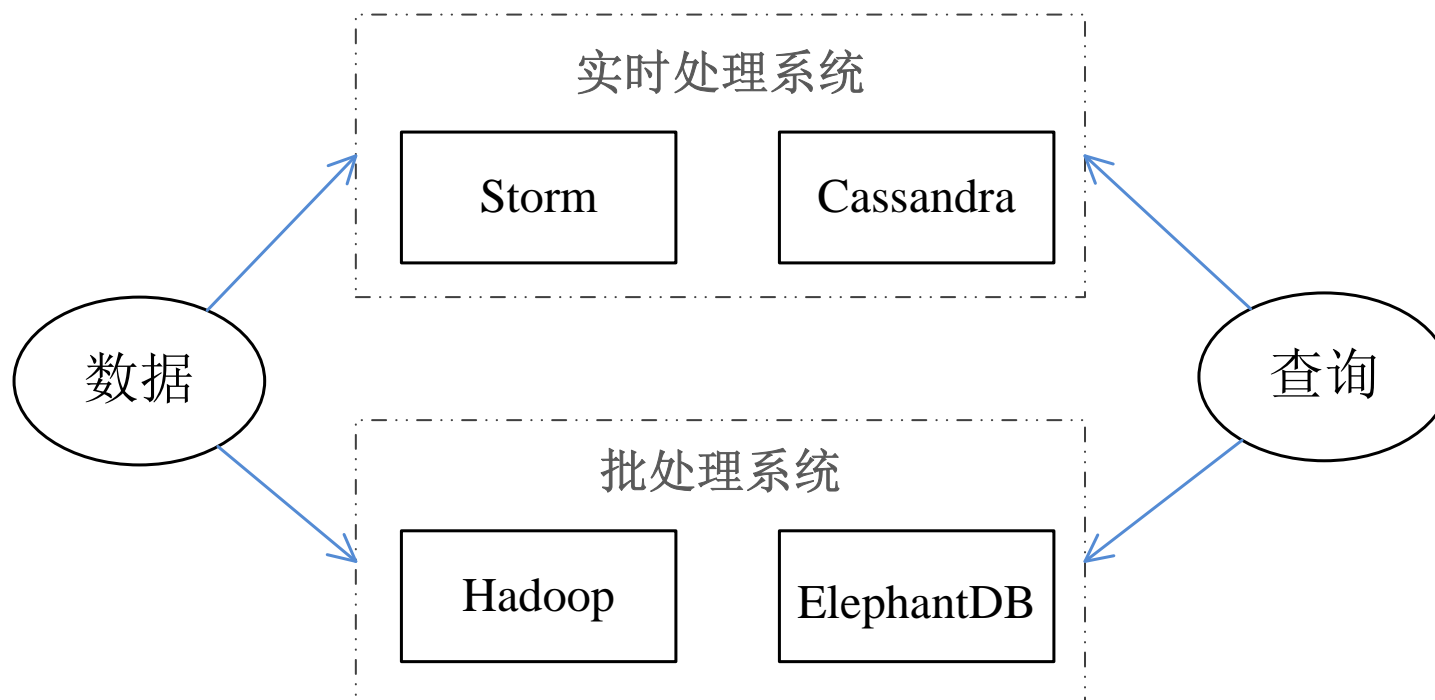 实时处理系统
Storm
Cassandra
数据
查询
批处理系统
Hadoop
ElephantDB